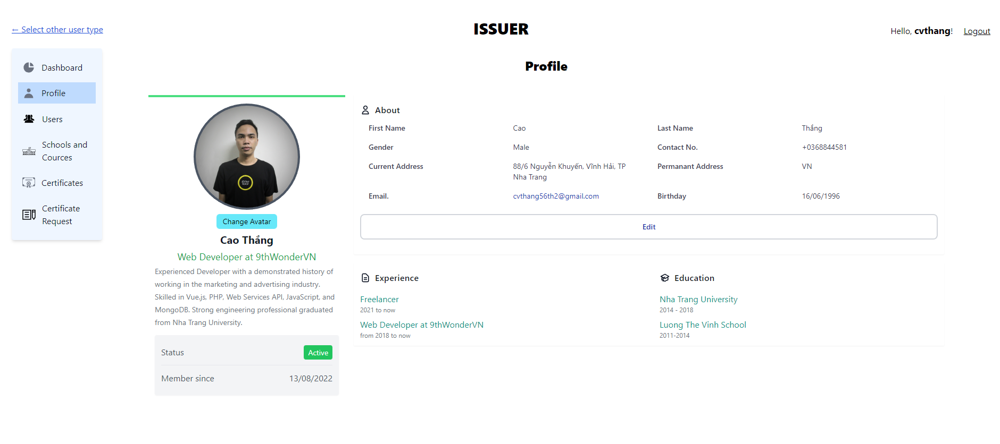 ← Select other user type
ISSUER
Hello, cvthang!
Logout
Dashboard
Profile
Users
Schools and
Cources
Certificates
Certificate
Request
Profile
Change Avatar
Cao Thắng
Web Developer at 9thWonderVN
Experienced Developer with a demonstrated history of
working in the marketing and advertising industry.
Skilled in Vue.js, PHP, Web Services API, JavaScript, and
MongoDB. Strong engineering professional graduated
from Nha Trang University.
Status
Active
Member since
13/08/2022
About
First Name
Cao
Last Name
Thắng
Gender
Male
Contact No.
+0368844581
Current Address
88/6 Nguyễn Khuyến, Vĩnh Hải, TP
Nha Trang
Permanant Address
VN
Email.
cvthang56th2@gmail.com
Birthday
16/06/1996
Edit
Experience
Freelancer
2021 to now
Web Developer at 9thWonderVN
from 2018 to now
Education
Nha Trang University
2014 - 2018
Luong The Vinh School
2011-2014